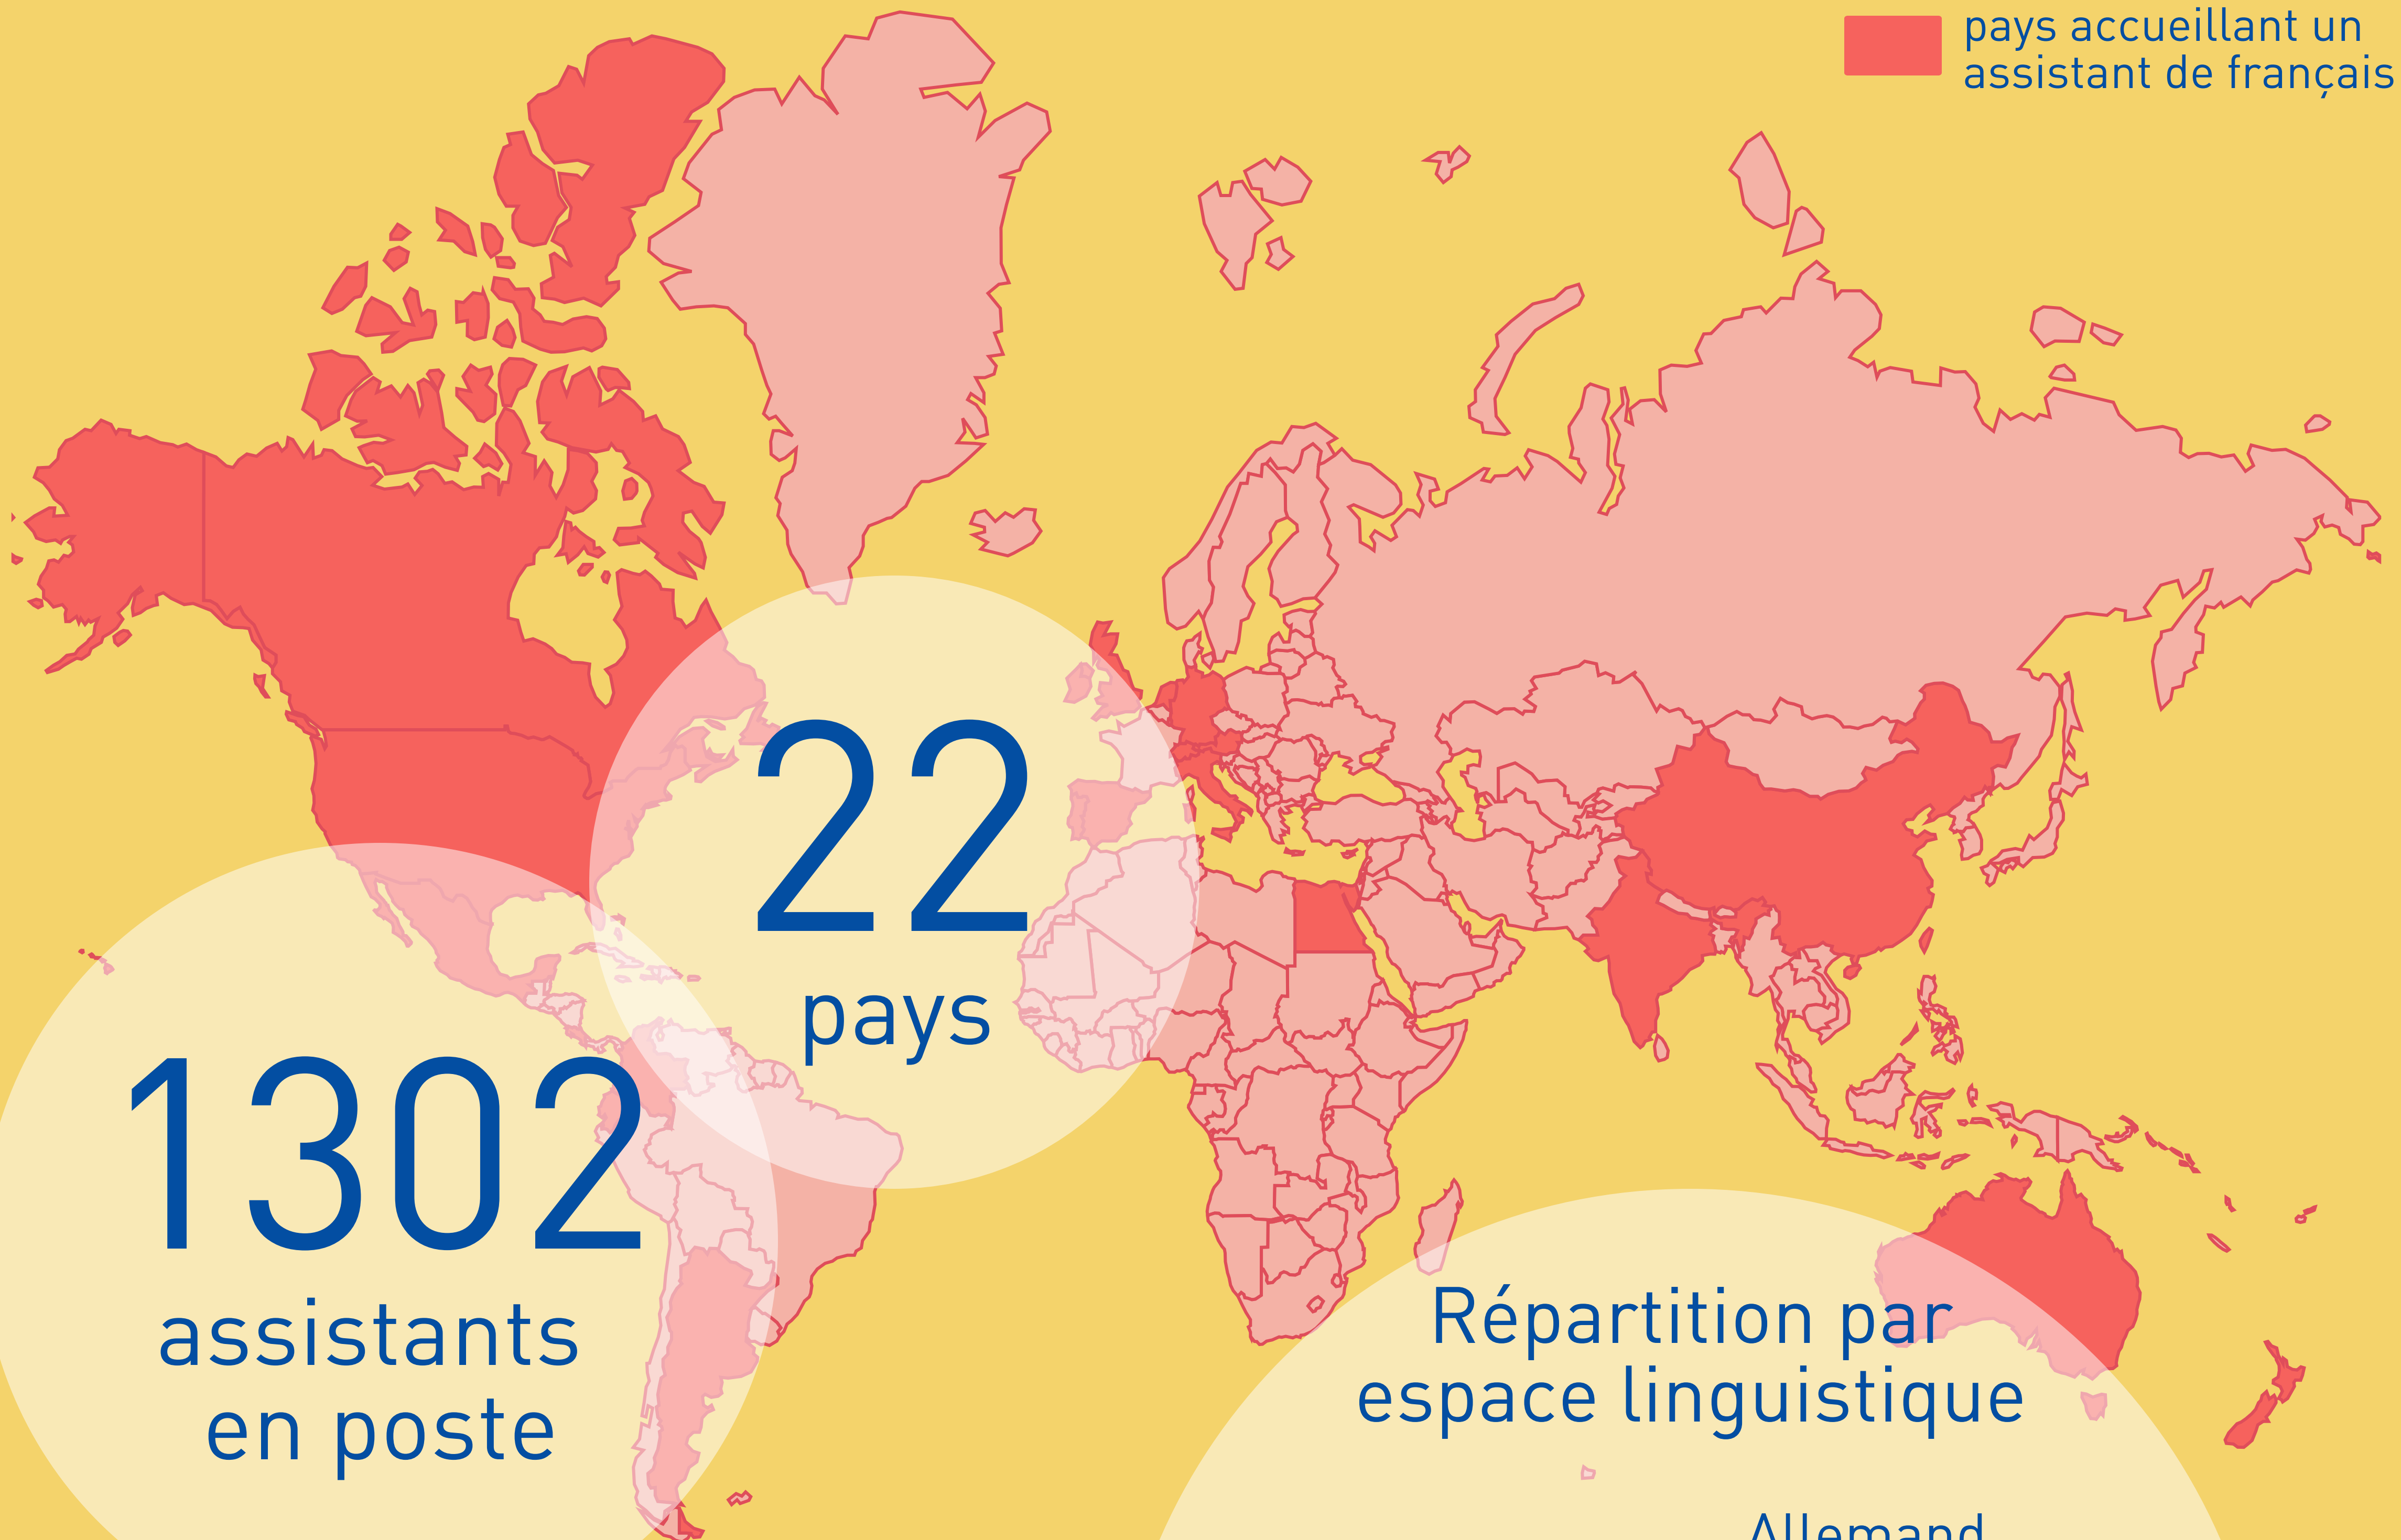 pays accueillant un
assistant de français
22
pays
1302
assistants
en poste
Répartition par
espace linguistique
Allemand